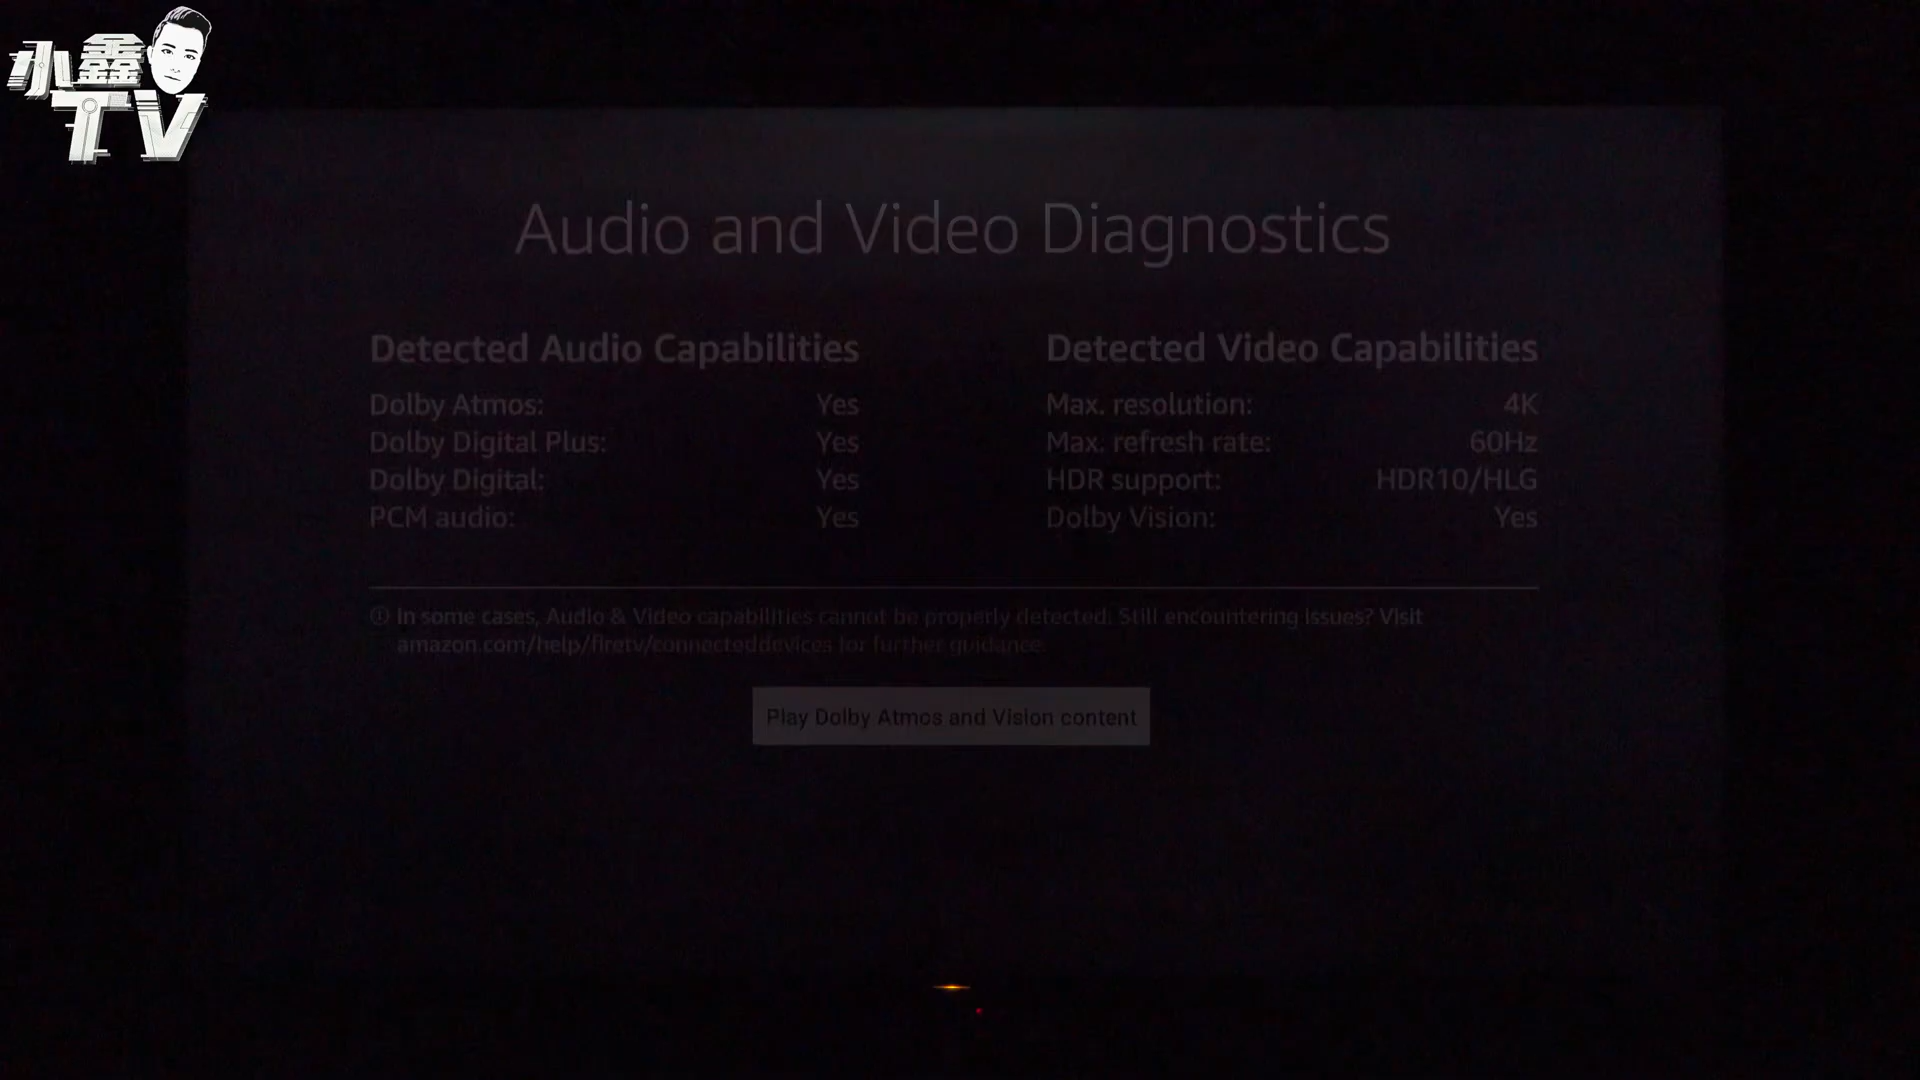 小鑫
TV
Audio and Video Diagnostics
Detected Audio Capabilities
Dolby Atmos: Yes
Dolby Digital Plus: Yes
Dolby Digital: Yes
PCM audio: Yes
Detected Video Capabilities
Max. resolution: 4K
Max. refresh rate: 60Hz
HDR support: HDR10/HLG
Dolby Vision: Yes
In some cases, Audio & Video capabilities cannot be properly detected. Still encountering issues? Visit
amazon.com/help/firetv/connecteddevices for further guidance.
Play Dolby Atmos and Vision content